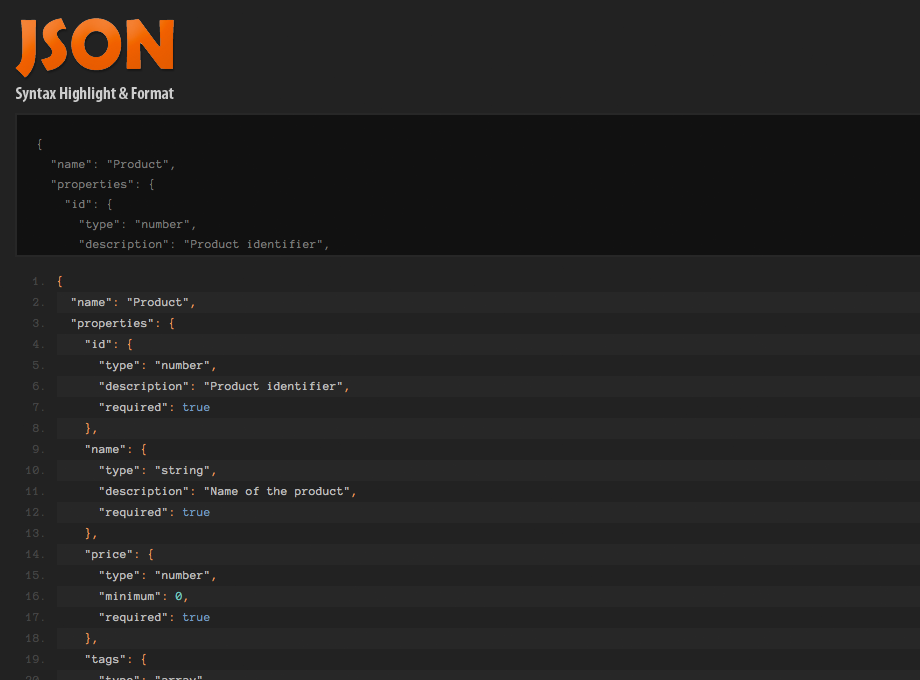 JSON
Syntax Highlight & Format
{
"name": "Product",
"properties": {
"id": {
"type": "number",
"description": "Product identifier",
1. {
2. "name": "Product",
3. "properties": {
4. "id": {
5. "type": "number",
6. "description": "Product identifier",
7. "required": true
8. },
9. "name": {
10. "type": "string",
11. "description": "Name of the product",
12. "required": true
13. },
14. "price": {
15. "type": "number",
16. "minimum": 0,
17. "required": true
18. },
19. "tags": {
20. "type": "array"